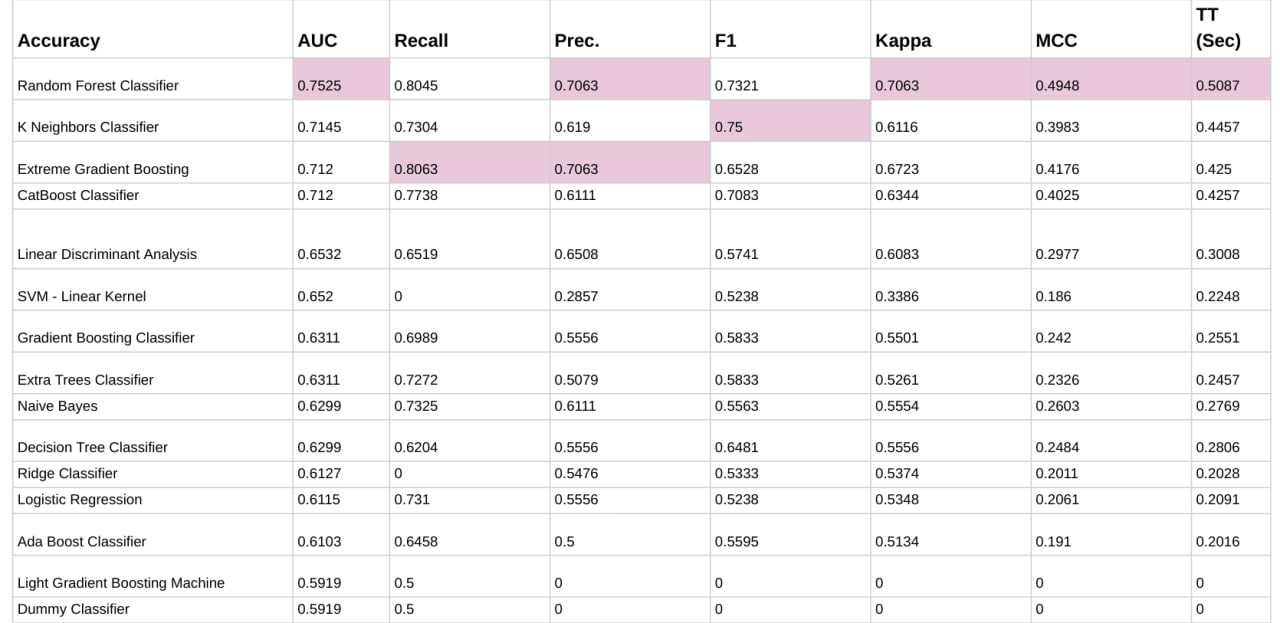 Accuracy AUC Recall Prec. F1 Kappa MCC TT (Sec)
Random Forest Classifier 0.7525 0.8045 0.7063 0.7321 0.7063 0.4948 0.5087
K Neighbors Classifier 0.7145 0.7304 0.619 0.75 0.6116 0.3983 0.4457
Extreme Gradient Boosting 0.712 0.8063 0.7063 0.6528 0.6723 0.4176 0.425
CatBoost Classifier 0.712 0.7738 0.6111 0.7083 0.6344 0.4025 0.4257
Linear Discriminant Analysis 0.6532 0.6519 0.6508 0.5741 0.6083 0.2977 0.3008
SVM - Linear Kernel 0.652 0 0.2857 0.5238 0.3386 0.186 0.2248
Gradient Boosting Classifier 0.6311 0.6989 0.5556 0.5833 0.5501 0.242 0.2551
Extra Trees Classifier 0.6311 0.7272 0.5079 0.5833 0.5261 0.2326 0.2457
Naive Bayes 0.6299 0.7325 0.6111 0.5563 0.5554 0.2603 0.2769
Decision Tree Classifier 0.6299 0.6204 0.5556 0.6481 0.5556 0.2484 0.2806
Ridge Classifier 0.6127 0 0.5476 0.5333 0.5374 0.2011 0.2028
Logistic Regression 0.6115 0.731 0.5556 0.5238 0.5348 0.2061 0.2091
Ada Boost Classifier 0.6103 0.6458 0.5 0.5595 0.5134 0.191 0.2016
Light Gradient Boosting Machine 0.5919 0.5 0 0 0 0 0
Dummy Classifier 0.5919 0.5 0 0 0 0 0